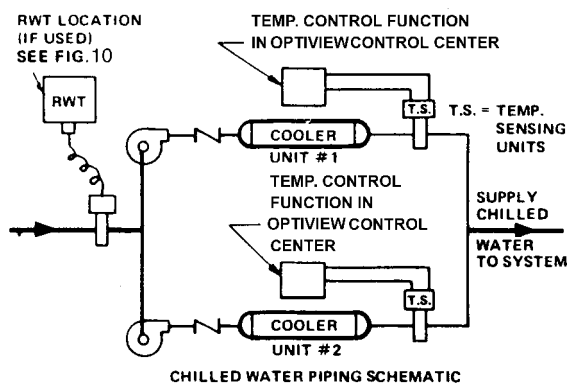 RWT LOCATION
(IF USED)
SEE FIG. 10
RWT
TEMP. CONTROL FUNCTION
IN OPTIVIEW CONTROL CENTER
T.S.
T.S. = TEMP.
SENSING
UNITS
COOLER
UNIT #1
TEMP. CONTROL
FUNCTION IN
OPTIVIEW CONTROL
CENTER
SUPPLY
CHILLED
WATER
TO SYSTEM
T.S.
COOLER
UNIT #2
CHILLED WATER PIPING SCHEMATIC